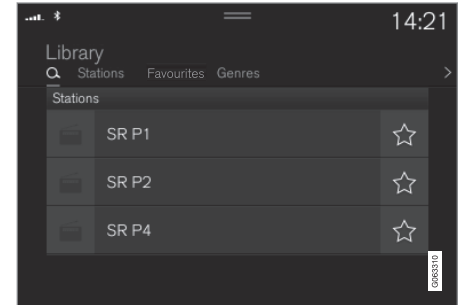 14:21
Library
Stations Favourites Genres
Stations
SR P1
SR P2
SR P4
G063310